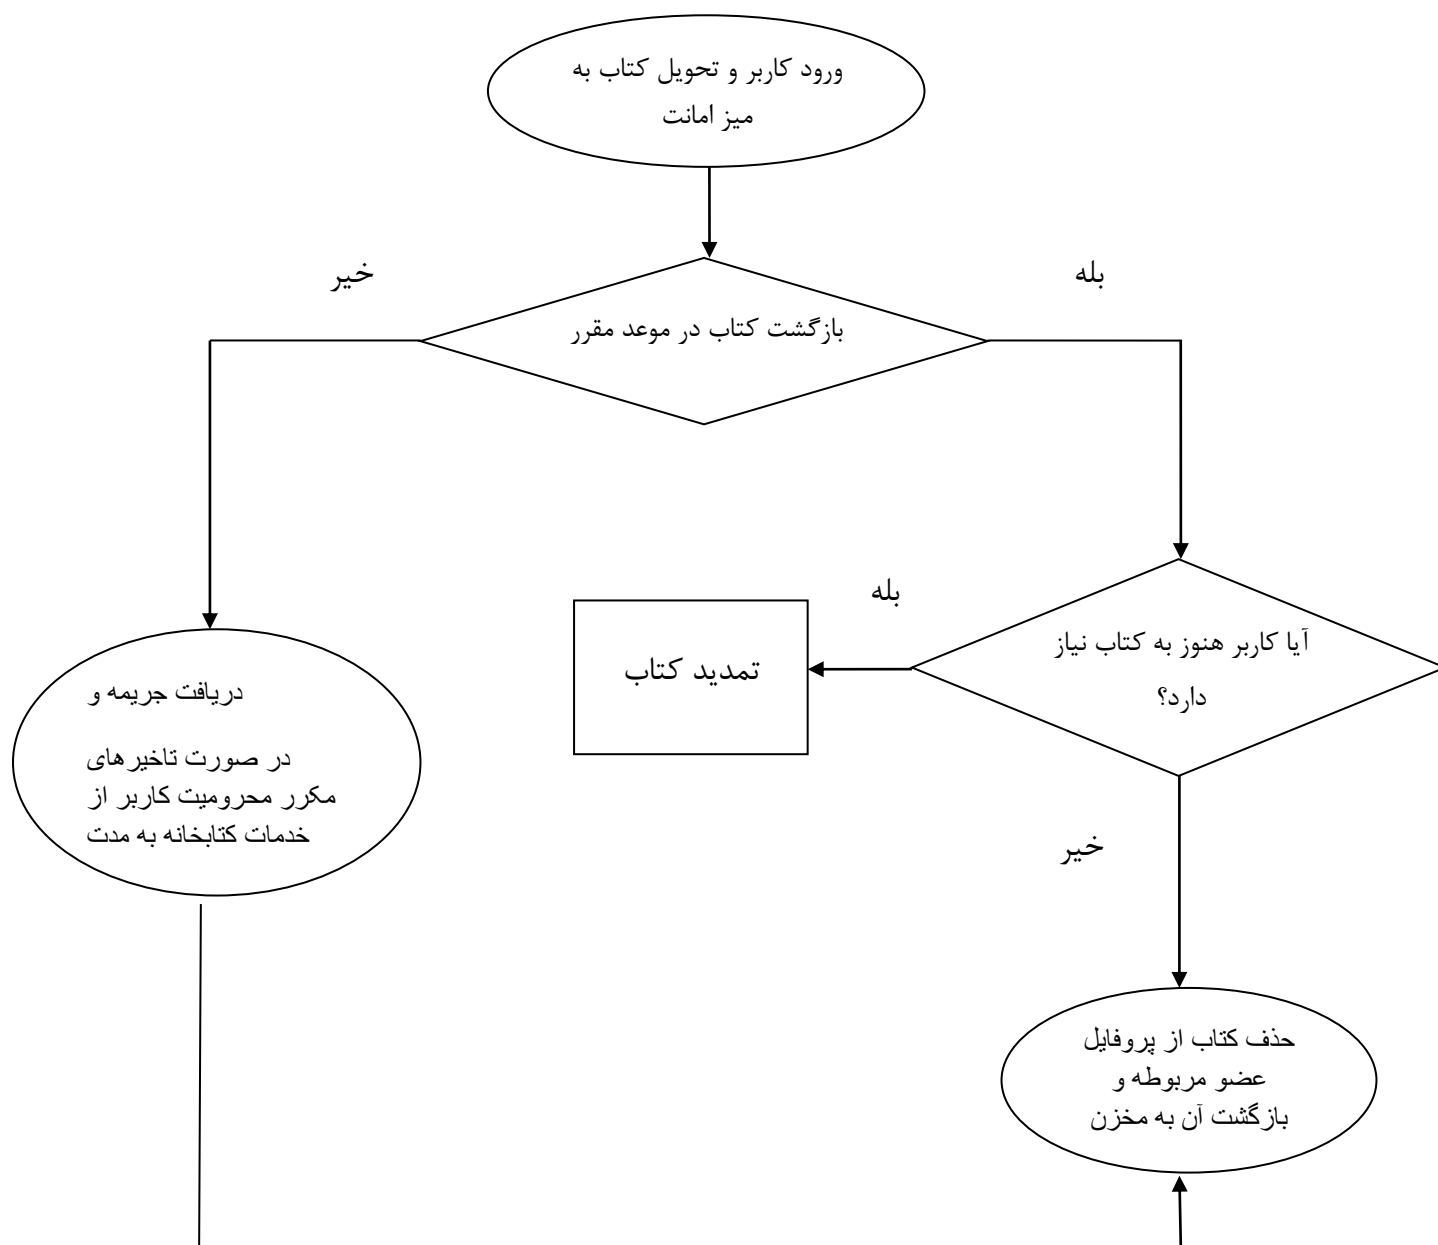 ورود کاربر و تحویل کتاب به
میز امانت
بله
خیر
بازگشت کتاب در موعد مقرر
بله
آیا کاربر هنوز به کتاب نیاز
دارد؟
تمدید کتاب
دریافت جریمه و
در صورت تاخیرهای
مکرر محرومیت کاربر از
خدمات کتابخانه به مدت
خیر
حذف کتاب از پروفایل
عضو مربوطه و
بازگشت آن به مخزن